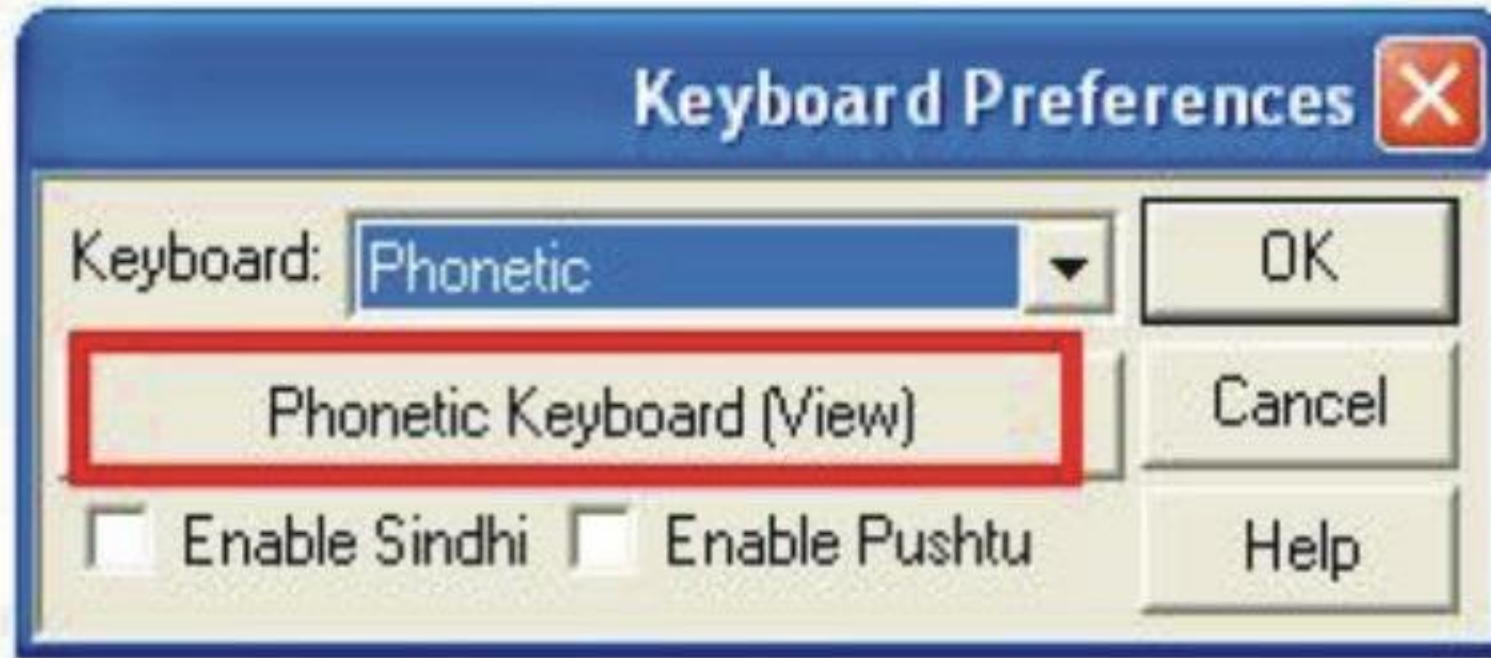 Keyboard Preferences
Keyboard: Phonetic OK
Phonetic Keyboard (View) Cancel
Enable Sindhi Enable Pushtu Help